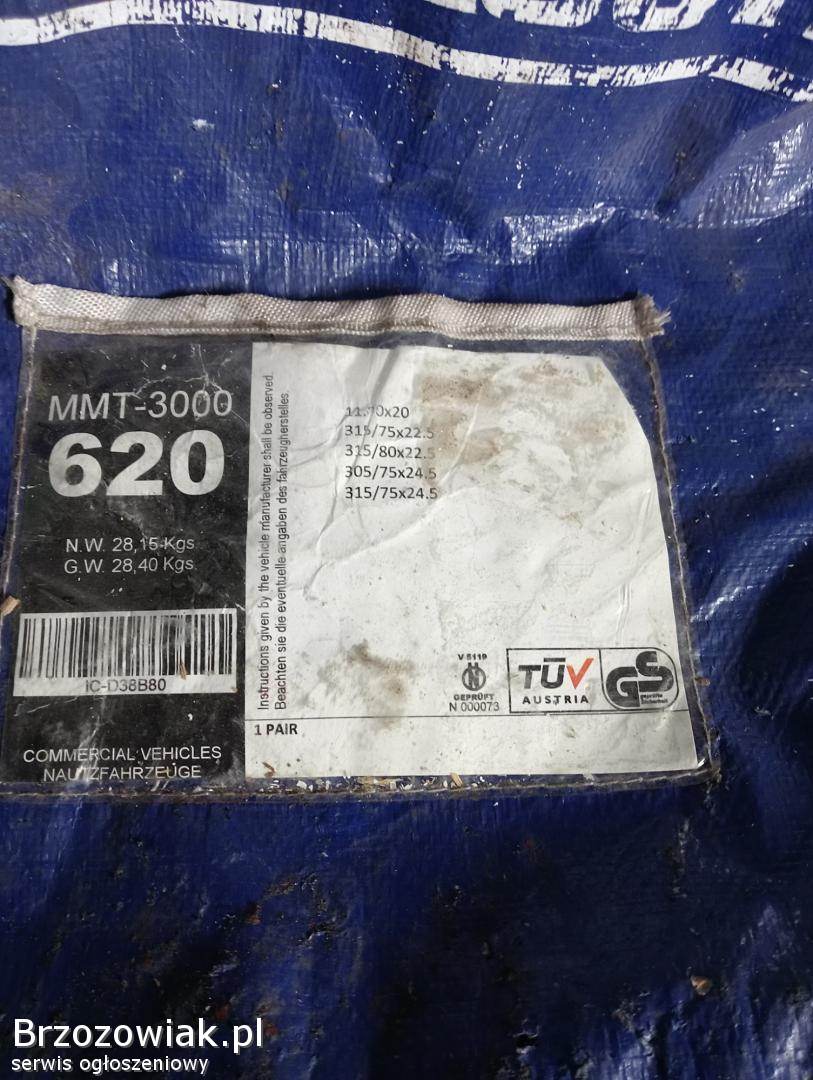 MMT-3000
620
N.W. 28,15 Kgs
G.W. 28,40 Kgs
IC-D38B80
COMMERCIAL VEHICLES
NAUTZFAHRZEUGE
Instructions given by the vehicle manufacturer shall be observed.
Beachten sie die eventuelle angaben des fahrzeugherstelles.
315/75x22.5
315/80x22.5
305/75x24.5
315/75x24.5
V 5119
GEPRÜFT
N 000073
TÜV
AUSTRIA
GS
geprüfte
Sicherheit
1 PAIR
Brzozowiak.pl
serwis ogłoszeniowy